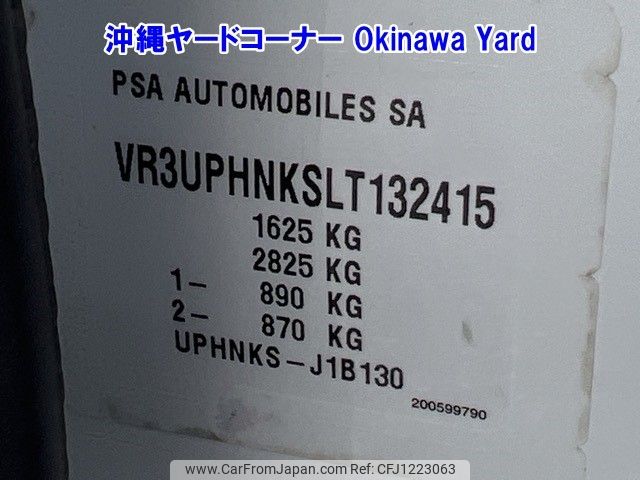 沖縄ヤードコーナー Okinawa Yard
PSA AUTOMOBILES SA
VR3UPHNKSLT132415
1625 KG
2825 KG
1- 890 KG
2- 870 KG
UPHNKS-J1B130
200599790
www.CarFromJapan.com CFJ1223063